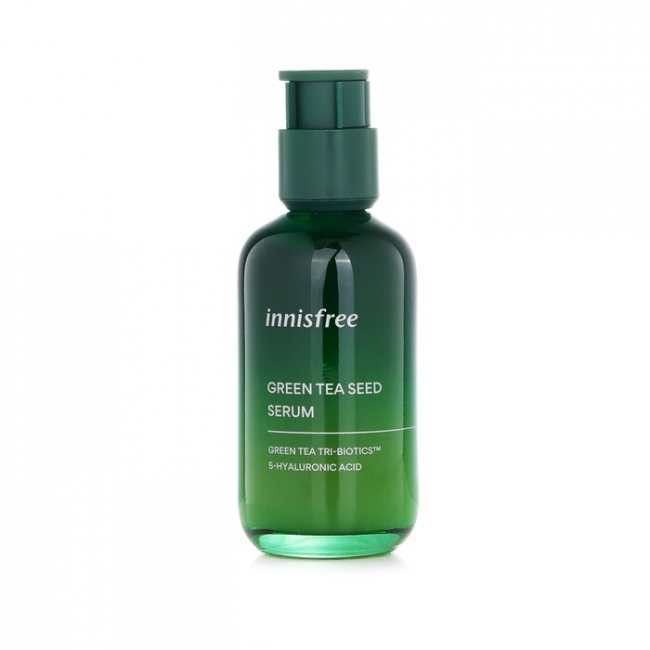 innisfree
GREEN TEA SEED
SERUM
GREEN TEA TRI-BIOTICS™
5-HYALURONIC ACID